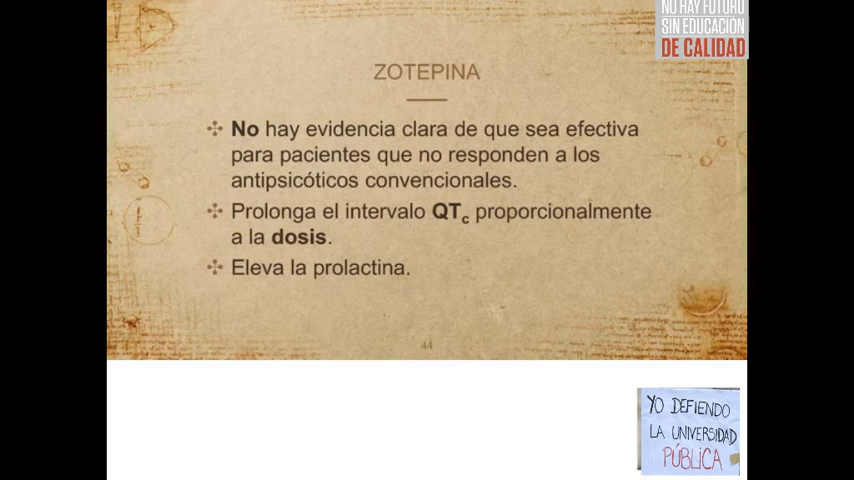 NO HAY FUTURO
SIN EDUCACIÓN
DE CALIDAD
ZOTEPINA
No hay evidencia clara de que sea efectiva
para pacientes que no responden a los
antipsicóticos convencionales.
Prolonga el intervalo QTc proporcionalmente
a la dosis.
Eleva la prolactina.
44
YO DEFIENDO
LA UNIVERSIDAD
PÚBLICA